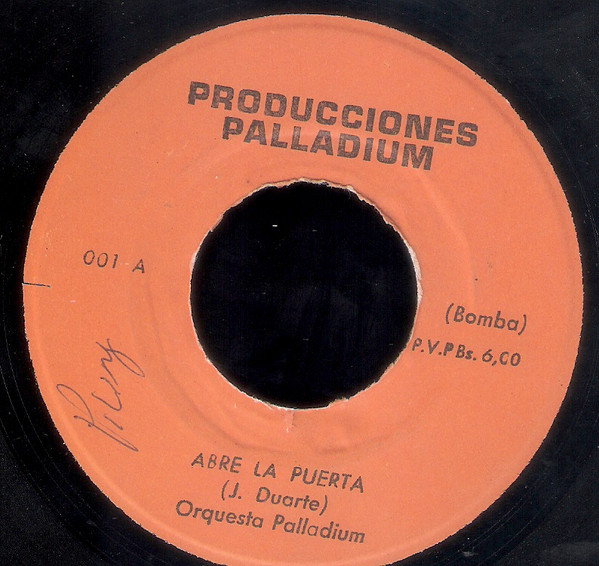 PRODUCCIONES
PALLADIUM
001 A
(Bomba)
P.V.P Bs. 6,00
ABRE LA PUERTA
(J. Duarte)
Orquesta Palladium